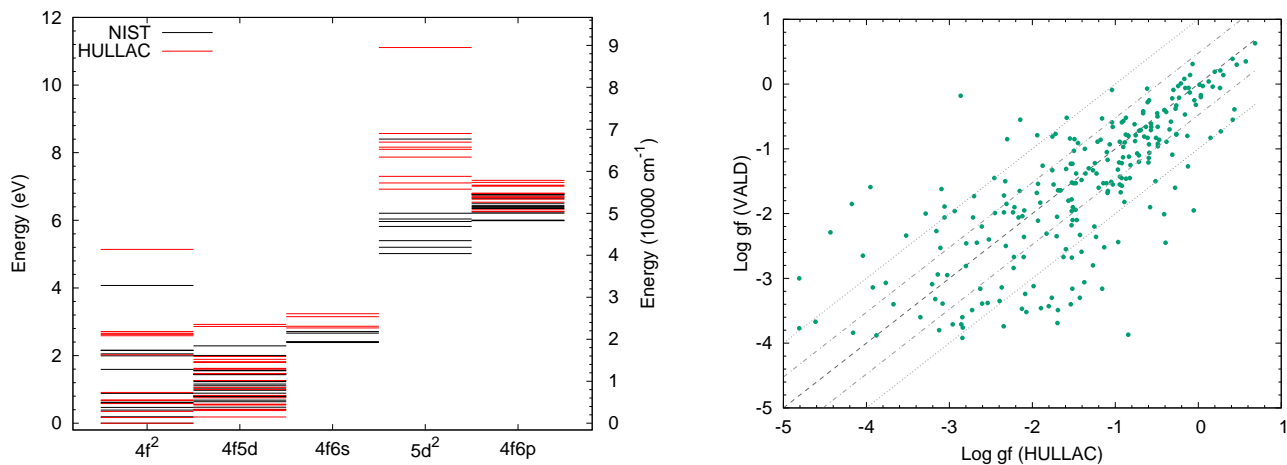 NIST
HULLAC
Energy (eV)
12
10
8
6
4
2
0
4f²
4f5d
4f6s
5d²
4f6p
9
8
7
6
5
4
3
2
1
0
Energy (10000 cm⁻¹)
Log gf (VALD)
1
0
-1
-2
-3
-4
-5
-5
-4
-3
-2
-1
0
1
Log gf (HULLAC)